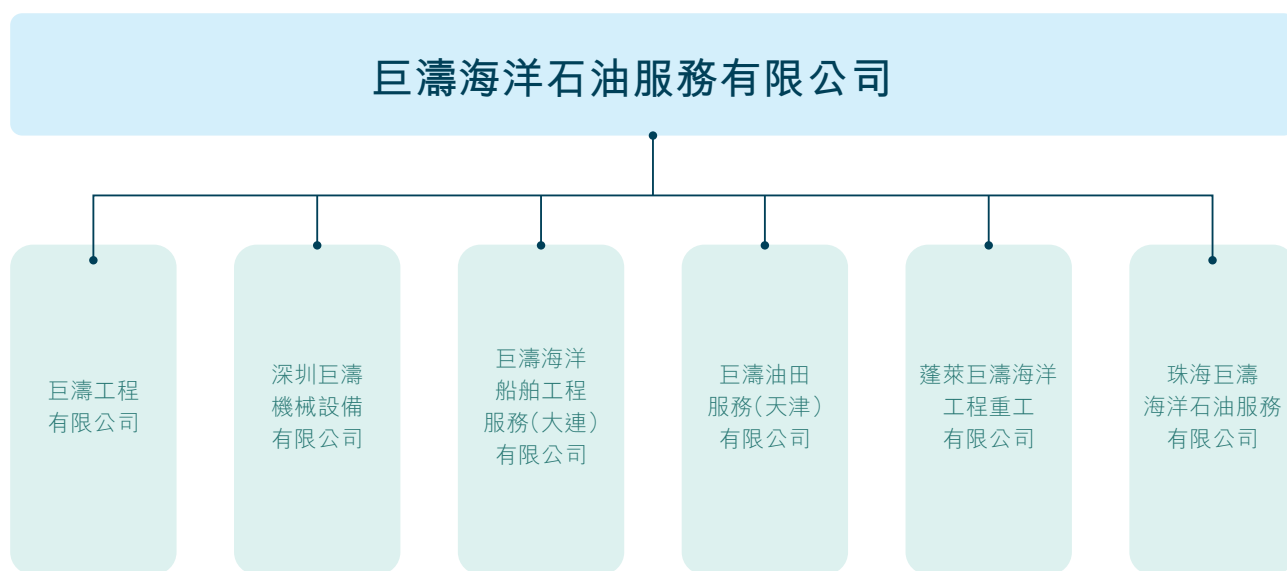 巨濤海洋石油服務有限公司
巨濤工程
有限公司
深圳巨濤
機械設備
有限公司
巨濤海洋
船舶工程
服務(大連)
有限公司
巨濤油田
服務(天津)
有限公司
蓬萊巨濤海洋
工程重工
有限公司
珠海巨濤
海洋石油服務
有限公司